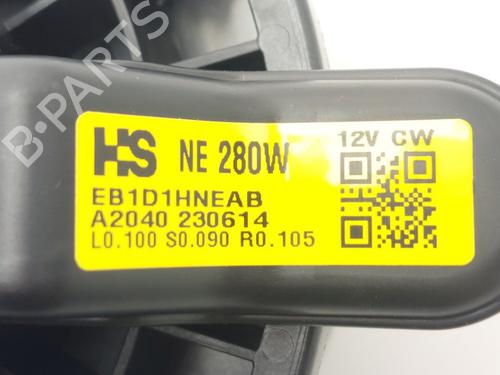 B-PARTS
HS NE 280W
12V CW
EB1D1HNEAB
A2040 230614
L0.100 S0.090 R0.105